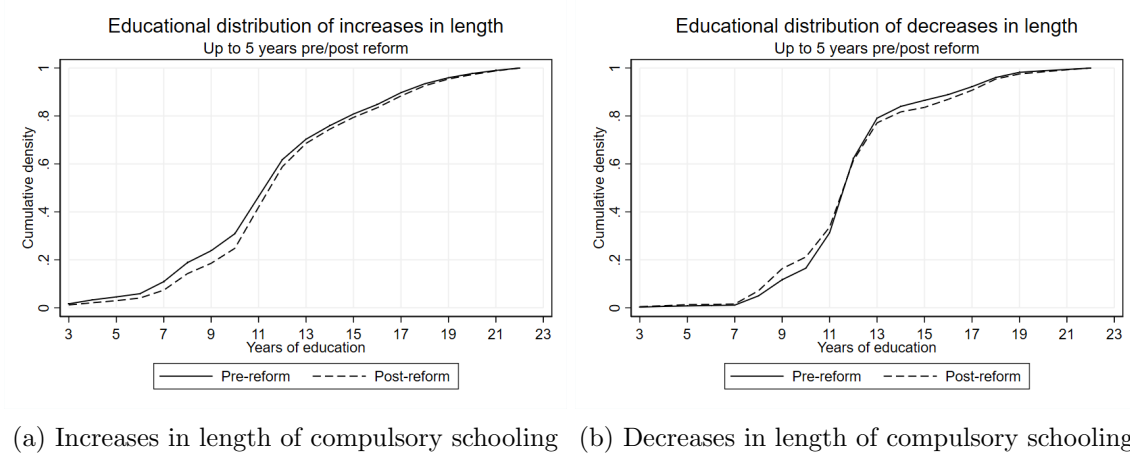 Educational distribution of increases in length
Up to 5 years pre/post reform
Cumulative density
1
.8
.6
.4
.2
0
3 5 7 9 11 13 15 17 19 21 23
Years of education
Pre-reform Post-reform
(a) Increases in length of compulsory schooling
Educational distribution of decreases in length
Up to 5 years pre/post reform
Cumulative density
1
.8
.6
.4
.2
0
3 5 7 9 11 13 15 17 19 21 23
Years of education
Pre-reform Post-reform
(b) Decreases in length of compulsory schooling